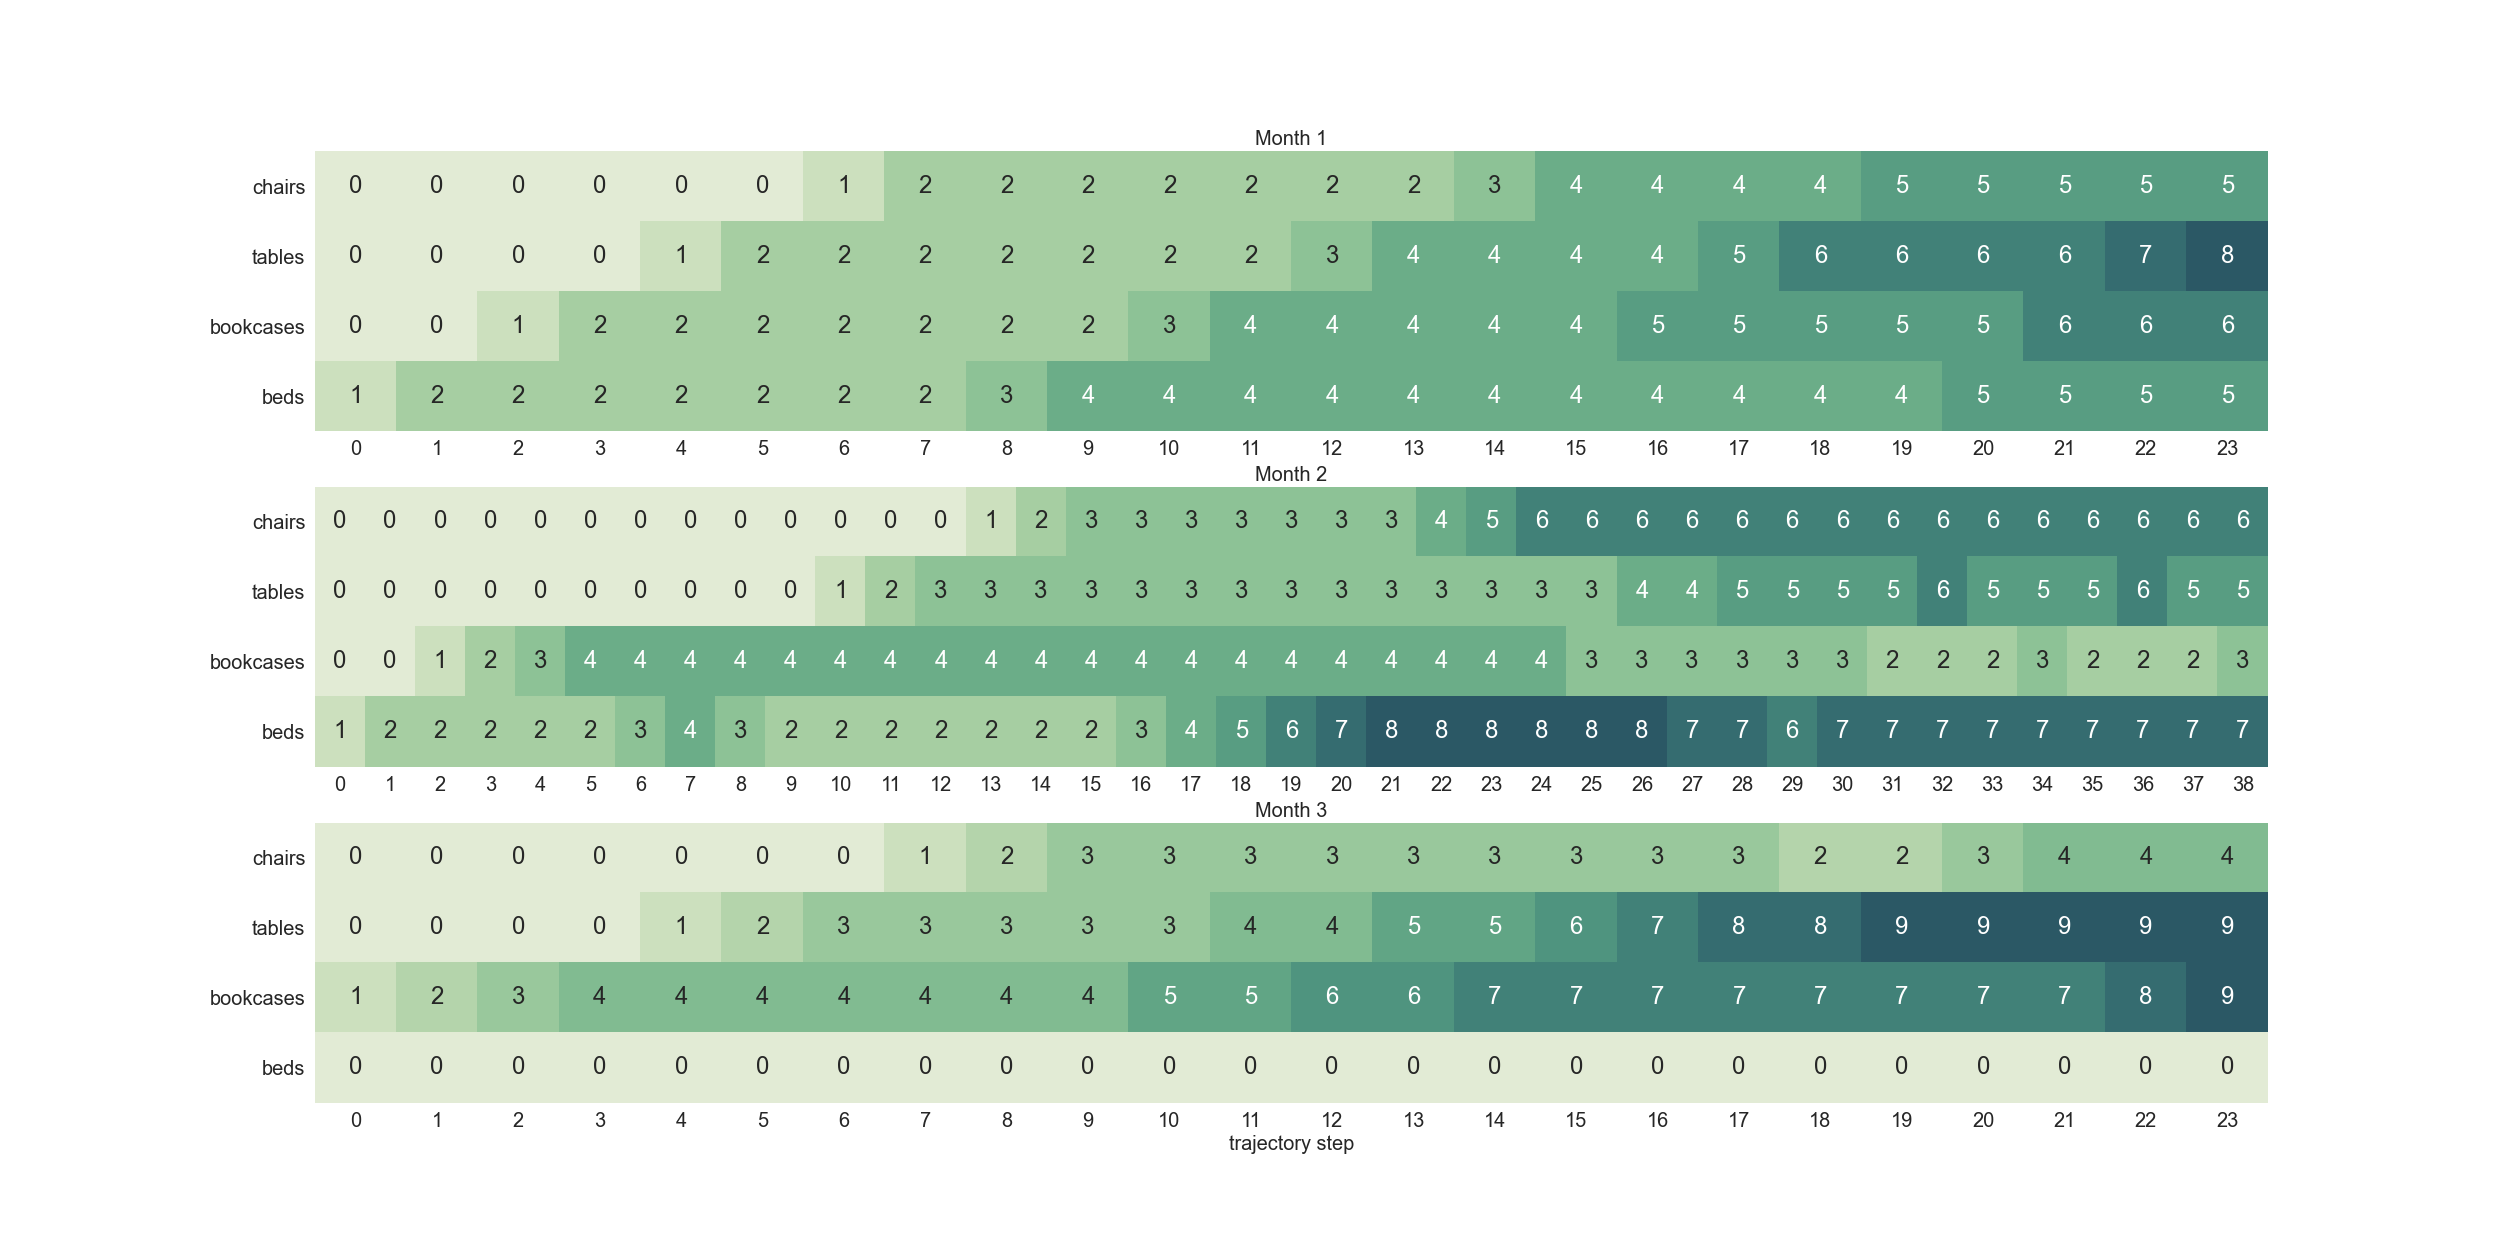 Month 1
chairs 0 0 0 0 0 0 1 2 2 2 2 2 2 2 3 4 4 4 4 5 5 5 5 5
tables 0 0 0 0 1 2 2 2 2 2 2 2 3 4 4 4 4 5 6 6 6 6 7 8
bookcases 0 0 1 2 2 2 2 2 2 2 3 4 4 4 4 4 5 5 5 5 5 6 6 6
beds 1 2 2 2 2 2 2 2 3 4 4 4 4 4 4 4 4 4 4 4 5 5 5 5
0 1 2 3 4 5 6 7 8 9 10 11 12 13 14 15 16 17 18 19 20 21 22 23
Month 2
chairs 0 0 0 0 0 0 0 0 0 0 0 0 0 1 2 3 3 3 3 3 3 3 4 5 6 6 6 6 6 6 6 6 6 6 6 6 6 6 6
tables 0 0 0 0 0 0 0 0 0 0 1 2 3 3 3 3 3 3 3 3 3 3 3 3 3 3 4 4 5 5 5 5 6 5 5 5 6 5 5
bookcases 0 0 1 2 3 4 4 4 4 4 4 4 4 4 4 4 4 4 4 4 4 4 4 4 4 3 3 3 3 3 3 2 2 2 3 2 2 2 3
beds 1 2 2 2 2 2 3 4 3 2 2 2 2 2 2 2 3 4 5 6 7 8 8 8 8 8 8 7 7 6 7 7 7 7 7 7 7 7 7
0 1 2 3 4 5 6 7 8 9 10 11 12 13 14 15 16 17 18 19 20 21 22 23 24 25 26 27 28 29 30 31 32 33 34 35 36 37 38
Month 3
chairs 0 0 0 0 0 0 0 1 2 3 3 3 3 3 3 3 3 3 2 2 3 4 4 4
tables 0 0 0 0 1 2 3 3 3 3 3 4 4 5 5 6 7 8 8 9 9 9 9 9
bookcases 1 2 3 4 4 4 4 4 4 4 5 5 6 6 7 7 7 7 7 7 7 7 8 9
beds 0 0 0 0 0 0 0 0 0 0 0 0 0 0 0 0 0 0 0 0 0 0 0 0
0 1 2 3 4 5 6 7 8 9 10 11 12 13 14 15 16 17 18 19 20 21 22 23
trajectory step